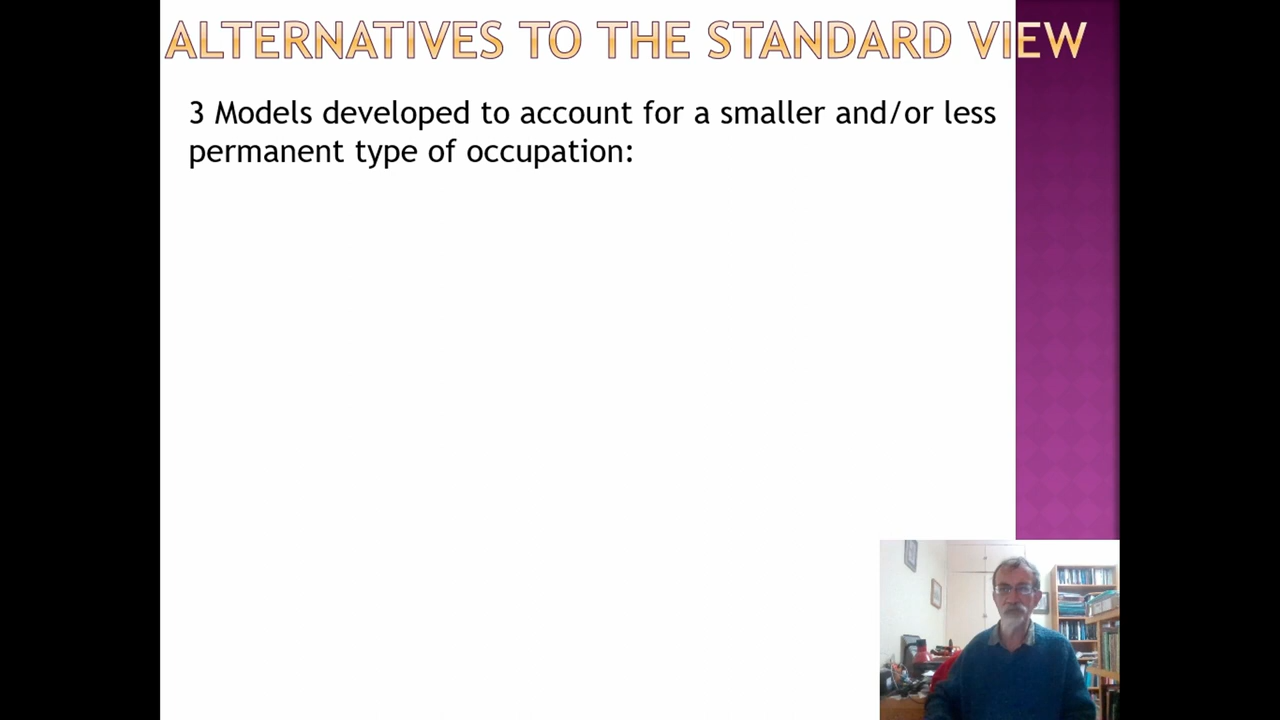 ALTERNATIVES TO THE STANDARD VIEW
3 Models developed to account for a smaller and/or less
permanent type of occupation: